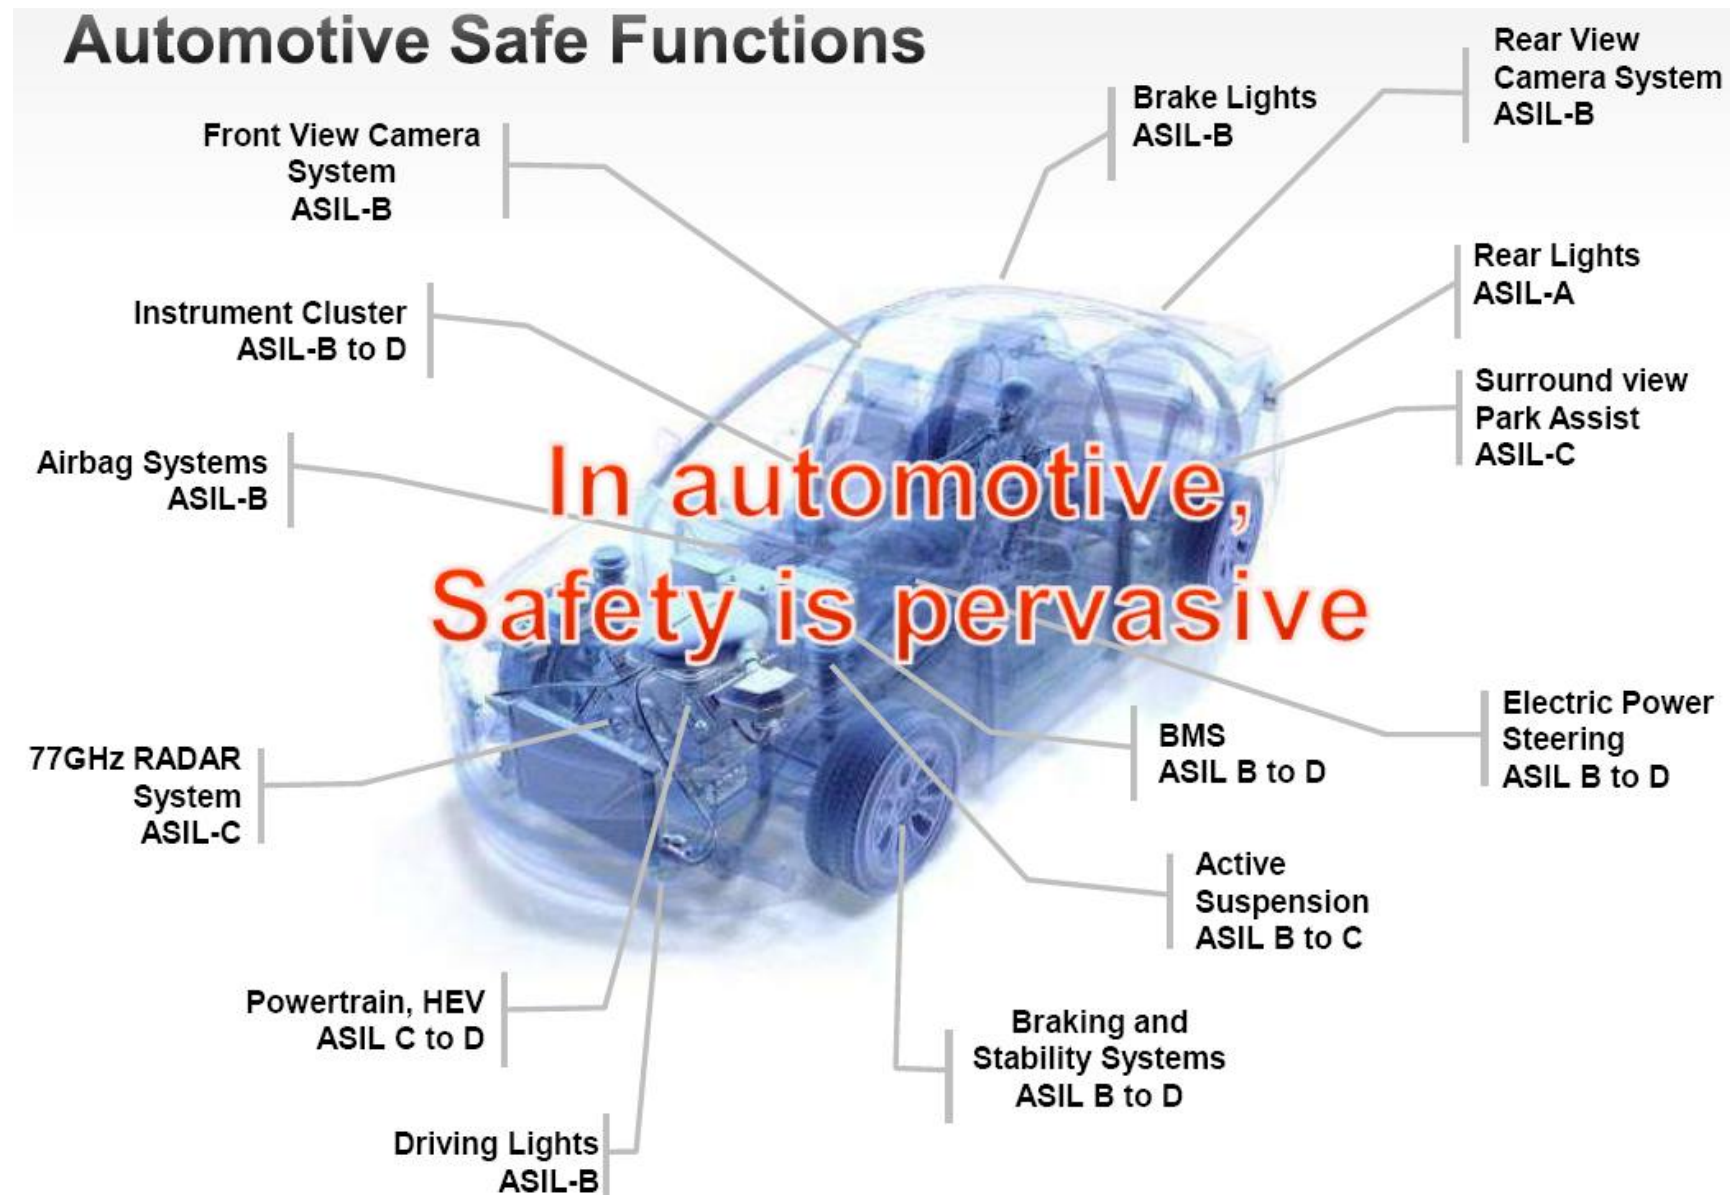 Automotive Safe Functions
Front View Camera
System
ASIL-B
Brake Lights
ASIL-B
Rear View
Camera System
ASIL-B
Instrument Cluster
ASIL-B to D
Rear Lights
ASIL-A
Surround view
Park Assist
ASIL-C
Airbag Systems
ASIL-B
In automotive,
Safety is pervasive
77GHz RADAR
System
ASIL-C
BMS
ASIL B to D
Electric Power
Steering
ASIL B to D
Active
Suspension
ASIL B to C
Powertrain, HEV
ASIL C to D
Braking and
Stability Systems
ASIL B to D
Driving Lights
ASIL-B